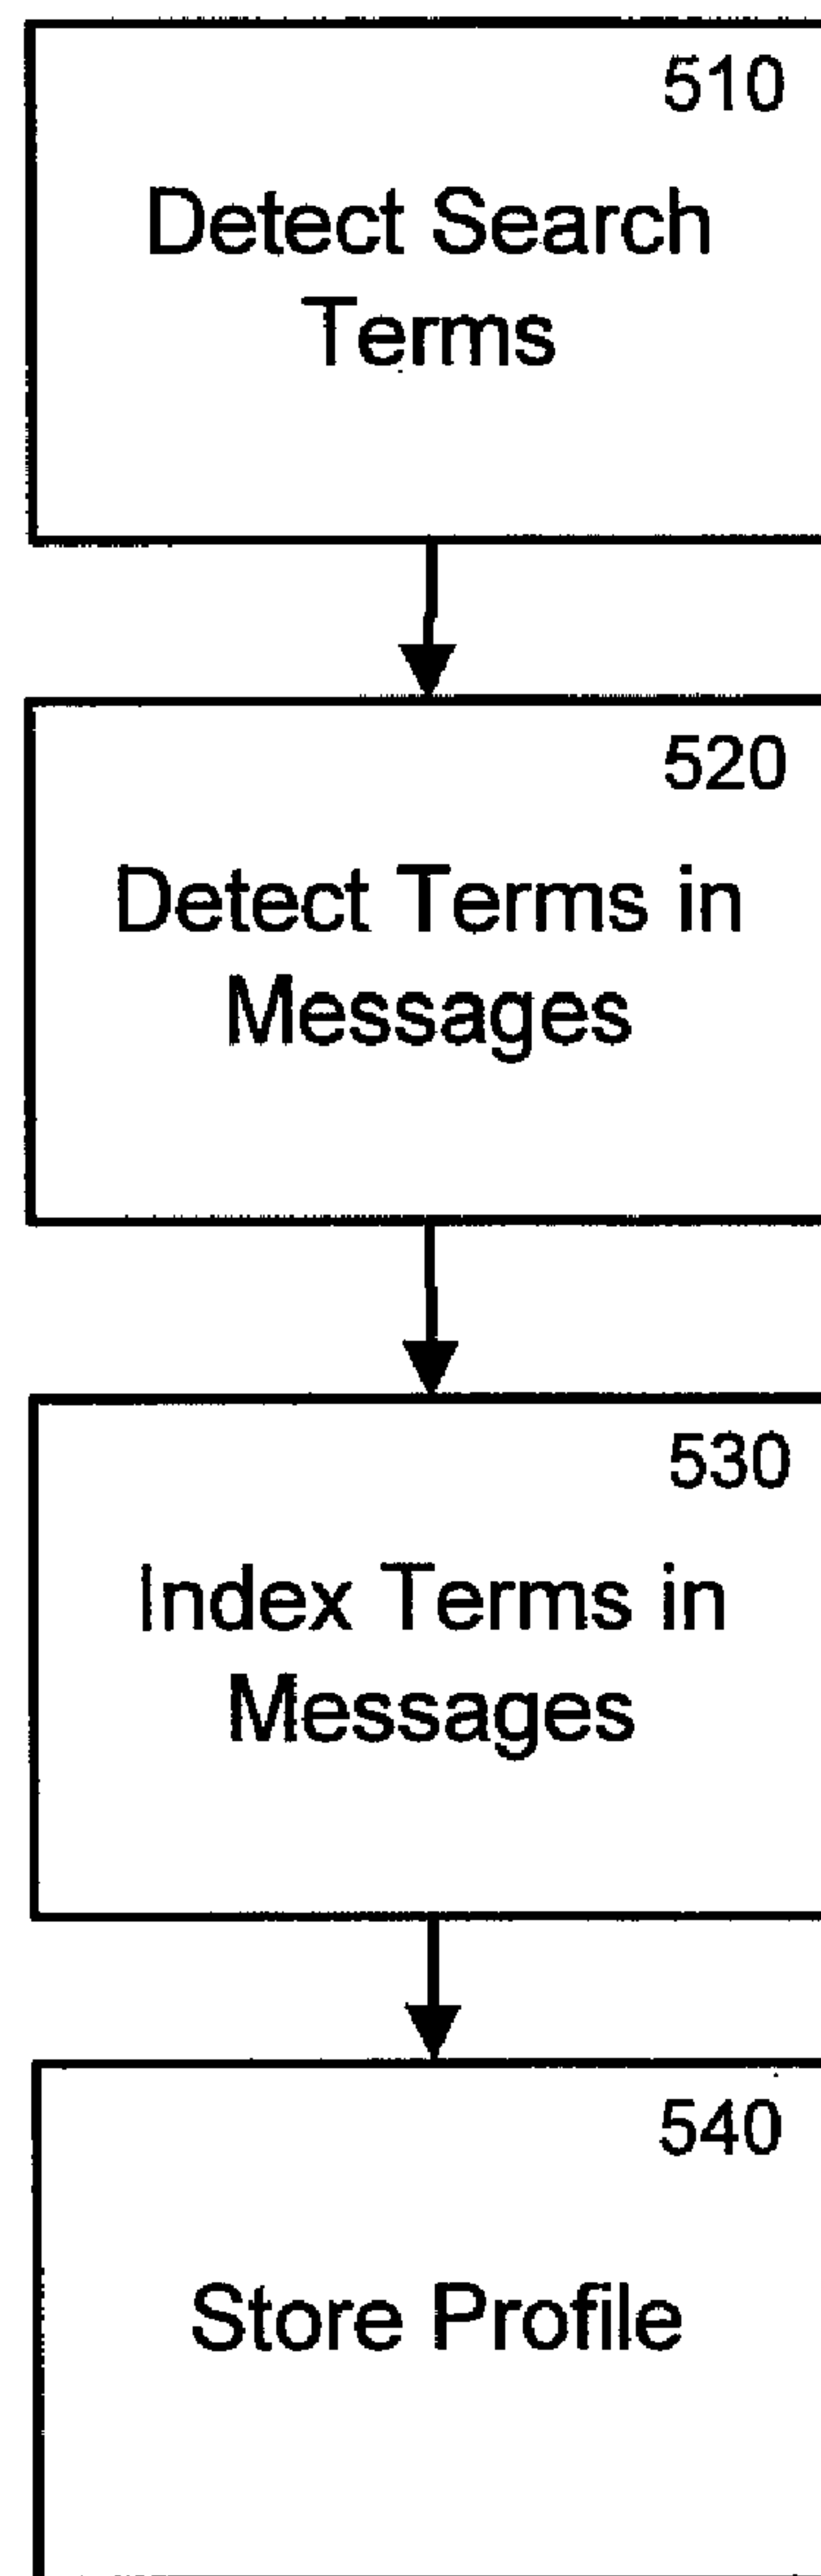 510
Detect Search
Terms
520
Detect Terms in
Messages
530
Index Terms in
Messages
540
Store Profile